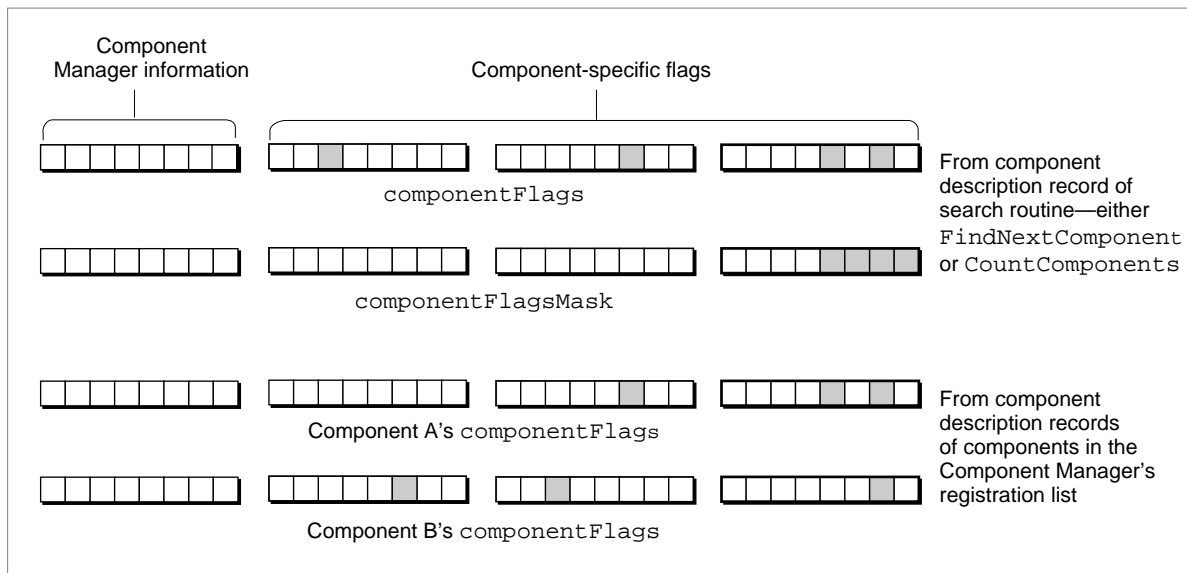 Component
Manager information
Component-specific flags
componentFlags
From component
description record of
search routine—either
FindNextComponent
or CountComponents
componentFlagsMask
Component A's componentFlags
From component
description records
of components in the
Component Manager's
registration list
Component B's componentFlags